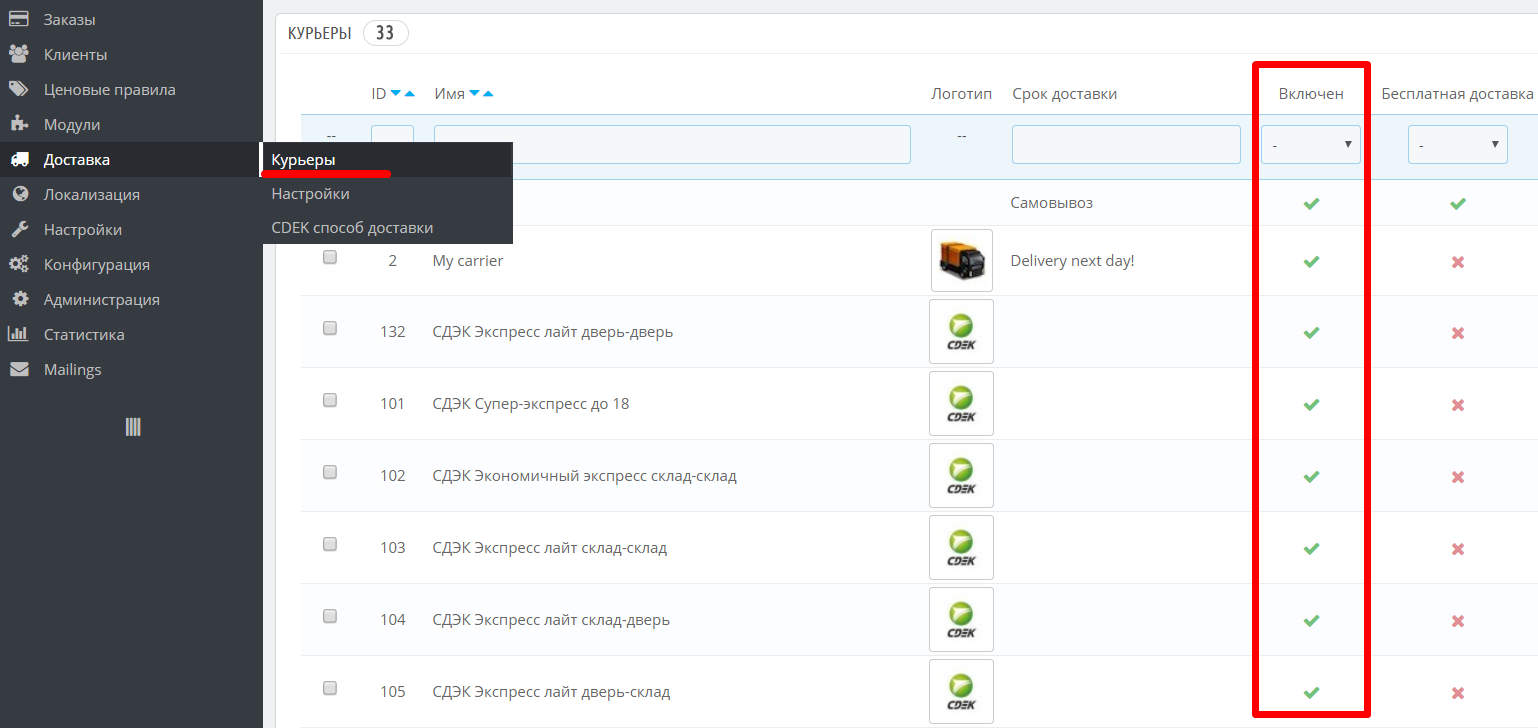 Заказы
Клиенты
Ценовые правила
Модули
Доставка
Локализация
Настройки
Конфигурация
Администрация
Статистика
Mailings
Курьеры
Настройки
CDEK способ доставки
КУРЬЕРЫ 33
ID Имя Логотип Срок доставки Включен Бесплатная доставка
-- -- - -
Самовывоз
2 My carrier Delivery next day!
132 СДЭК Экспресс лайт дверь-дверь CDEK
101 СДЭК Супер-экспресс до 18 CDEK
102 СДЭК Экономичный экспресс склад-склад CDEK
103 СДЭК Экспресс лайт склад-склад CDEK
104 СДЭК Экспресс лайт склад-дверь CDEK
105 СДЭК Экспресс лайт дверь-склад CDEK